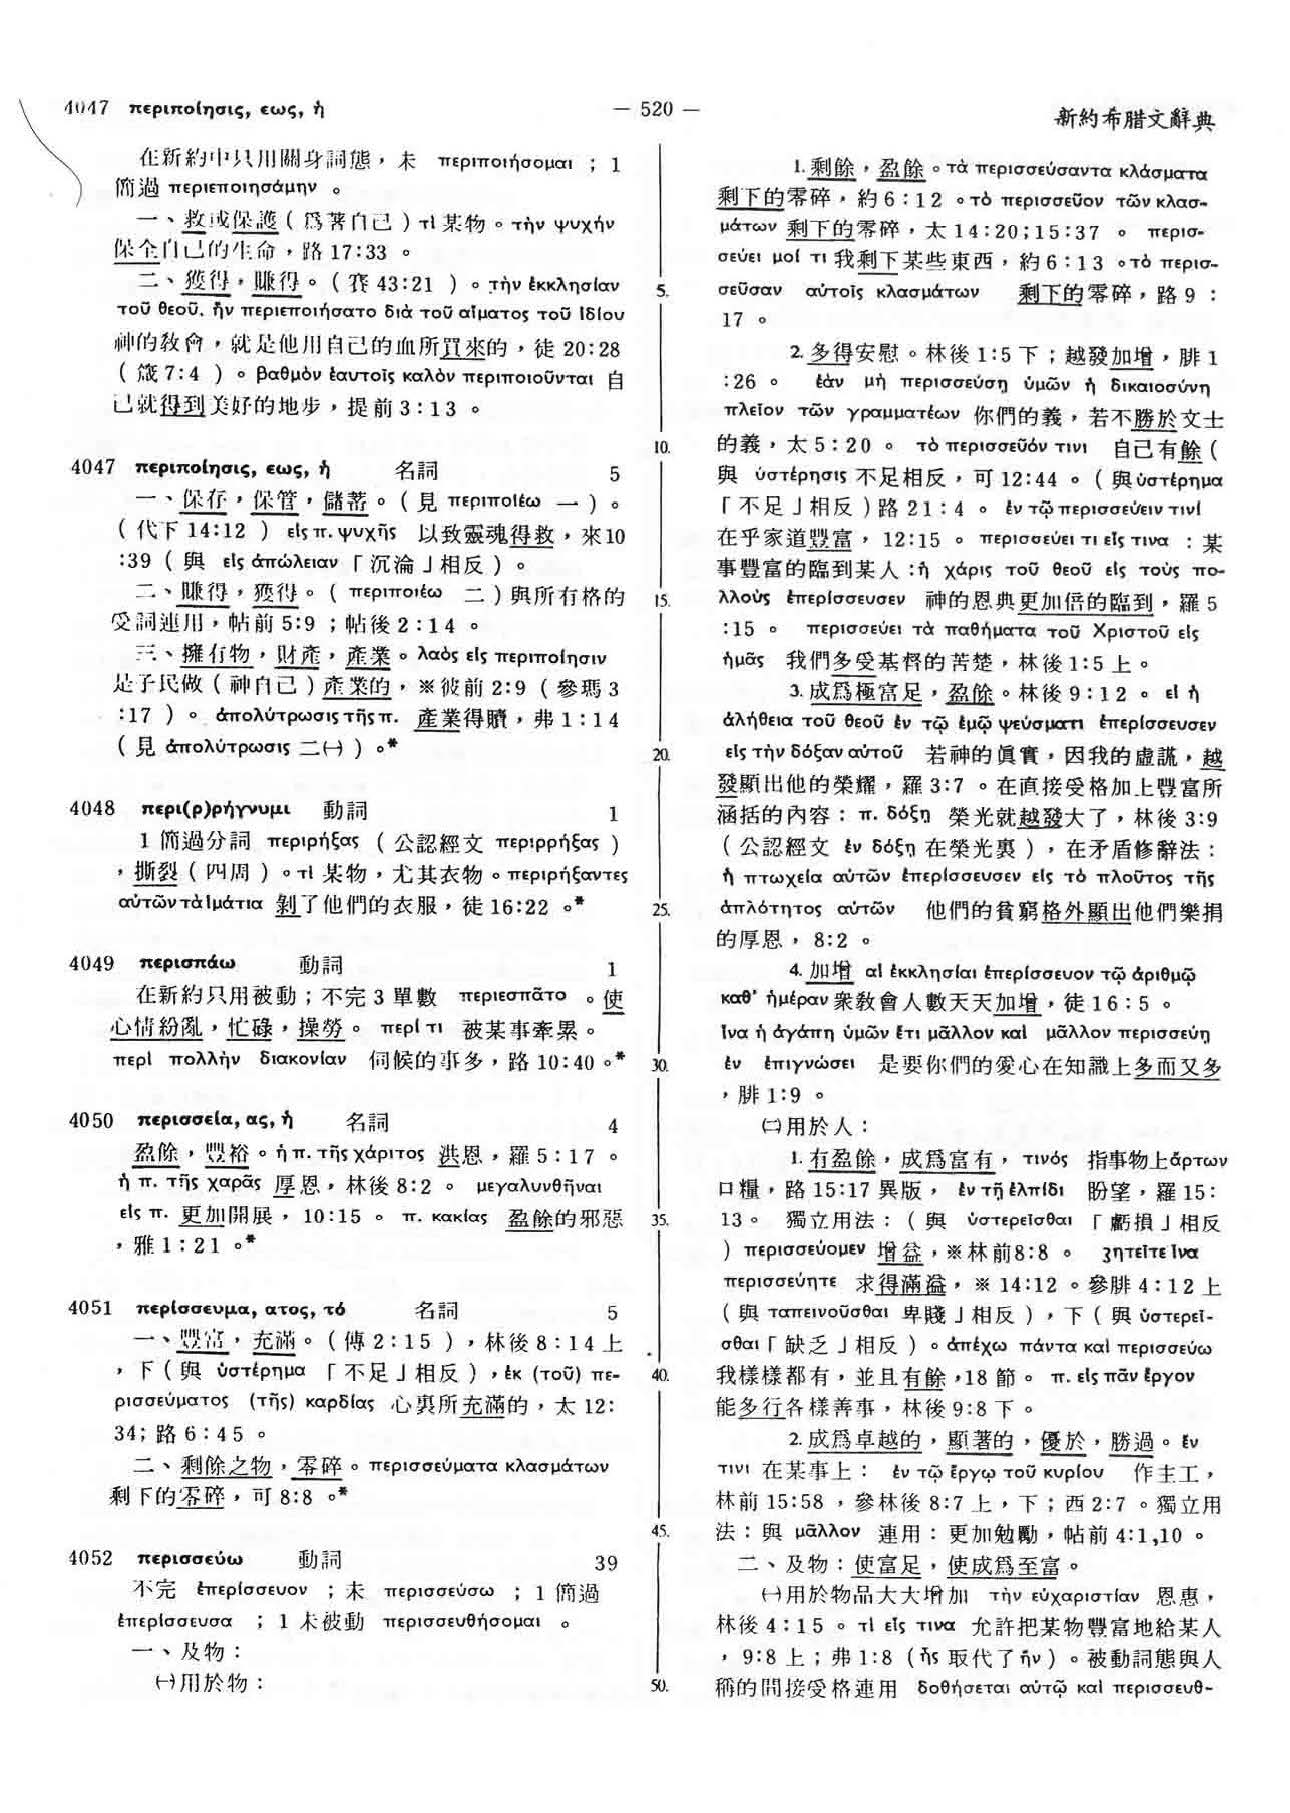 4047 περιποίησις, εως, ἡ
— 520 —
新約希腊文辭典
在新約中只用關身詞態，未 περιποιήσομαι ；1
簡過 περιεποιησάμην 。
一、救或保護（爲著自己）τὶ 某物。τὴν ψυχήν
保全自己的生命，路 17:33 。
二、獲得，賺得。（賽 43:21 ）。τὴν ἐκκλησίαν
τοῦ θεοῦ, ἣν περιεποιήσατο διὰ τοῦ αἵματος τοῦ ἰδίου
神的敎會，就是他用自己的血所買來的，徒 20:28
（箴 7:4 ）。βαθμὸν ἑαυτοῖς καλὸν περιποιοῦνται 自
己就得到美好的地步，提前 3：13 。
4047 περιποίησις, εως, ἡ 名詞 5
一、保存，保管，儲蓄。（見 περιποιέω 一）。
（代下 14:12 ）εἰς π. ψυχῆς 以致靈魂得救，來10
:39（與 εἰς ἀπώλειαν「沉淪」相反）。
二、賺得，獲得。（ περιποιέω 二）與所有格的
受詞連用，帖前 5:9 ；帖後 2：14 。
三、擁有物，財產，產業。λαὸς εἰς περιποίησιν
是子民做（神自己）產業的，※彼前 2:9（參瑪 3
:17 ）。ἀπολύτρωσις τῆς π. 產業得贖，弗 1：14
（見 ἀπολύτρωσις 二㈠）。*
4048 περι(ρ)ρήγνυμι 動詞 1
1 簡過分詞 περιρήξας（公認經文 περιρρήξας）
，撕裂（四周）。τὶ 某物，尤其衣物。περιρήξαντες
αὐτῶν τὰ ἱμάτια 剝了他們的衣服，徒 16:22 。*
4049 περισπάω 動詞 1
在新約只用被動；不完 3 單數 περιεσπᾶτο 。使
心情紛亂，忙碌，操勞。περί τι 被某事牽累。
περὶ πολλὴν διακονίαν 伺候的事多，路 10：40 。*
4050 περισσεία, ας, ἡ 名詞 4
盈餘，豐裕。ἡ π. τῆς χάριτος 洪恩，羅 5：17 。
ἡ π. τῆς χαρᾶς 厚恩，林後 8：2 。μεγαλυνθῆναι
εἰς π. 更加開展，10:15 。π. κακίας 盈餘的邪惡
，雅 1：21 。*
4051 περίσσευμα, ατος, τό 名詞 5
一、豐富，充滿。（傳 2：15 ），林後 8：14 上
，下（與 ὑστέρημα「不足」相反），ἐκ (τοῦ) πε-
ρισσεύματος (τῆς) καρδίας 心裏所充滿的，太 12:
34; 路 6：45 。
二、剩餘之物，零碎。περισσεύματα κλασμάτων
剩下的零碎，可 8:8 。*
4052 περισσεύω 動詞 39
不完 ἐπερίσσευον ；未 περισσεύσω ；1 簡過
ἐπερίσσευσα ；1 未被動 περισσευθήσομαι 。
一、及物：
㈠用於物：
5.
10.
15.
20.
25.
30.
35.
40.
45.
50.
1. 剩餘，盈餘。τὰ περισσεύσαντα κλάσματα
剩下的零碎，約 6：12 。τὸ περισσεῦον τῶν κλασ-
μάτων 剩下的零碎，太 14：20；15：37 。περισ-
σεύει μοί τι 我剩下某些東西，約 6：13 。τὸ περισ-
σεῦσαν αὐτοῖς κλασμάτων 剩下的零碎，路 9：
17 。
2. 多得安慰。林後 1：5 下；越發加增，腓 1
:26 。ἐὰν μὴ περισσεύσῃ ὑμῶν ἡ δικαιοσύνη
πλεῖον τῶν γραμματέων 你們的義，若不勝於文士
的義，太 5：20 。τὸ περισσεῦόν τινι 自己有餘（
與 ὑστέρησις 不足相反，可 12:44 。（與 ὑστέρημα
「不足」相反）路 21：4 。ἐν τῷ περισσεύειν τινί
在乎家道豐富，12:15 。περισσεύει τι εἴς τινα ：某
事豐富的臨到某人：ἡ χάρις τοῦ θεοῦ εἰς τοὺς πο-
λλοὺς ἐπερίσσευσεν 神的恩典更加倍的臨到，羅 5
:15 。περισσεύει τὰ παθήματα τοῦ Χριστοῦ εἰς
ἡμᾶς 我們多受基督的苦楚，林後 1：5 上。
3. 成爲極富足，盈餘。林後 9：12 。εἰ ἡ
ἀλήθεια τοῦ θεοῦ ἐν τῷ ἐμῷ ψεύσματι ἐπερίσσευσεν
εἰς τὴν δόξαν αὐτοῦ 若神的眞實，因我的虛謊，越
發顯出他的榮耀，羅 3：7 。在直接受格加上豐富所
涵括的內容：π. δόξῃ 榮光就越發大了，林後 3:9
（公認經文 ἐν δόξῃ 在榮光裏），在矛盾修辭法：
ἡ πτωχεία αὐτῶν ἐπερίσσευσεν εἰς τὸ πλοῦτος τῆς
ἁπλότητος αὐτῶν 他們的貧窮格外顯出他們樂捐
的厚恩，8:2 。
4. 加增 αἱ ἐκκλησίαι ἐπερίσσευον τῷ ἀριθμῷ
καθ' ἡμέραν 衆敎會人數天天加增，徒 16：5 。
ἵνα ἡ ἀγάπη ὑμῶν ἔτι μᾶλλον καὶ μᾶλλον περισσεύῃ
ἐν ἐπιγνώσει 是要你們的愛心在知識上多而又多
，腓 1：9 。
㈡用於人：
1. 有盈餘，成爲富有，τινός 指事物上 ἄρτων
口糧，路 15：17 異版，ἐν τῇ ἐλπίδι 盼望，羅 15：
13。獨立用法：（與 ὑστερεῖσθαι「虧損」相反
）περισσεύομεν 增益，※林前8:8 。ζητεῖτε ἵνα
περισσεύητε 求得滿溢，※ 14:12 。參腓 4：12 上
（與 ταπεινοῦσθαι 卑賤」相反），下（與 ὑστερεῖ-
σθαι「缺乏」相反）。ἀπέχω πάντα καὶ περισσεύω
我樣樣都有，並且有餘，18 節。π. εἰς πᾶν ἔργον
能多行各樣善事，林後 9:8 下。
2. 成爲卓越的，顯著的，優於，勝過。ἔν
τινι 在某事上：ἐν τῷ ἔργῳ τοῦ κυρίου 作主工，
林前 15：58 ，參林後 8：7 上，下；西 2：7 。獨立用
法：與 μᾶλλον 連用：更加勉勵，帖前 4：1,10 。
二、及物：使富足，使成爲至富。
㈠用於物品大大增加 τὴν εὐχαριστίαν 恩惠，
林後 4：15 。τὶ εἴς τινα 允許把某物豐富地給某人
，9:8 上；弗 1:8（ἧς 取代了 ἥν）。被動詞態與人
稱的間接受格連用 δοθήσεται αὐτῷ καὶ περισσευθ-